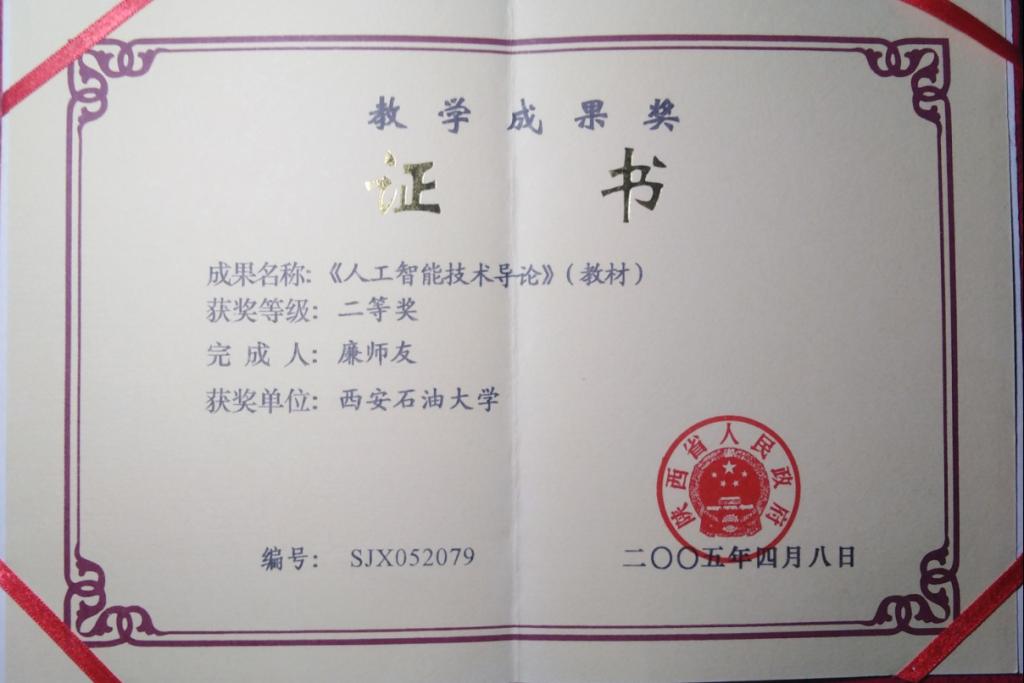 教学成果奖
证书
成果名称：《人工智能技术导论》（教材）
获奖等级：二等奖
完成人：廉师友
获奖单位：西安石油大学
陕西省人民政府
编号： SJX052079
二〇〇五年四月八日